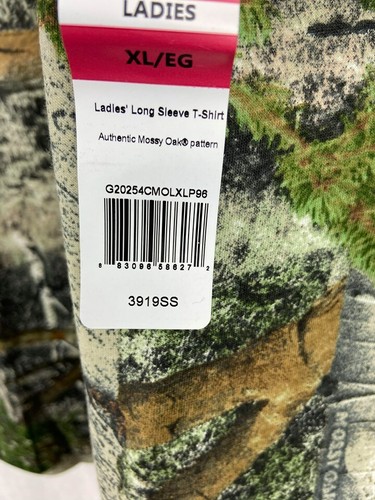 LADIES
XL/EG
Ladies' Long Sleeve T-Shirt
Authentic Mossy Oak® pattern
G20254CMOLXLP96
8 83096 58627 2
3919SS